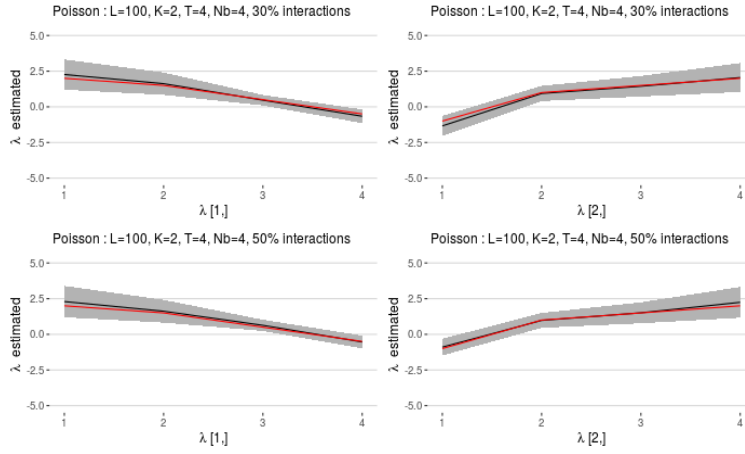 Poisson : L=100, K=2, T=4, Nb=4, 30% interactions
5.0
2.5
0.0
-2.5
-5.0
λ estimated
1 2 3 4
λ [1,]
Poisson : L=100, K=2, T=4, Nb=4, 30% interactions
5.0
2.5
0.0
-2.5
-5.0
λ estimated
1 2 3 4
λ [2,]
Poisson : L=100, K=2, T=4, Nb=4, 50% interactions
5.0
2.5
0.0
-2.5
-5.0
λ estimated
1 2 3 4
λ [1,]
Poisson : L=100, K=2, T=4, Nb=4, 50% interactions
5.0
2.5
0.0
-2.5
-5.0
λ estimated
1 2 3 4
λ [2,]